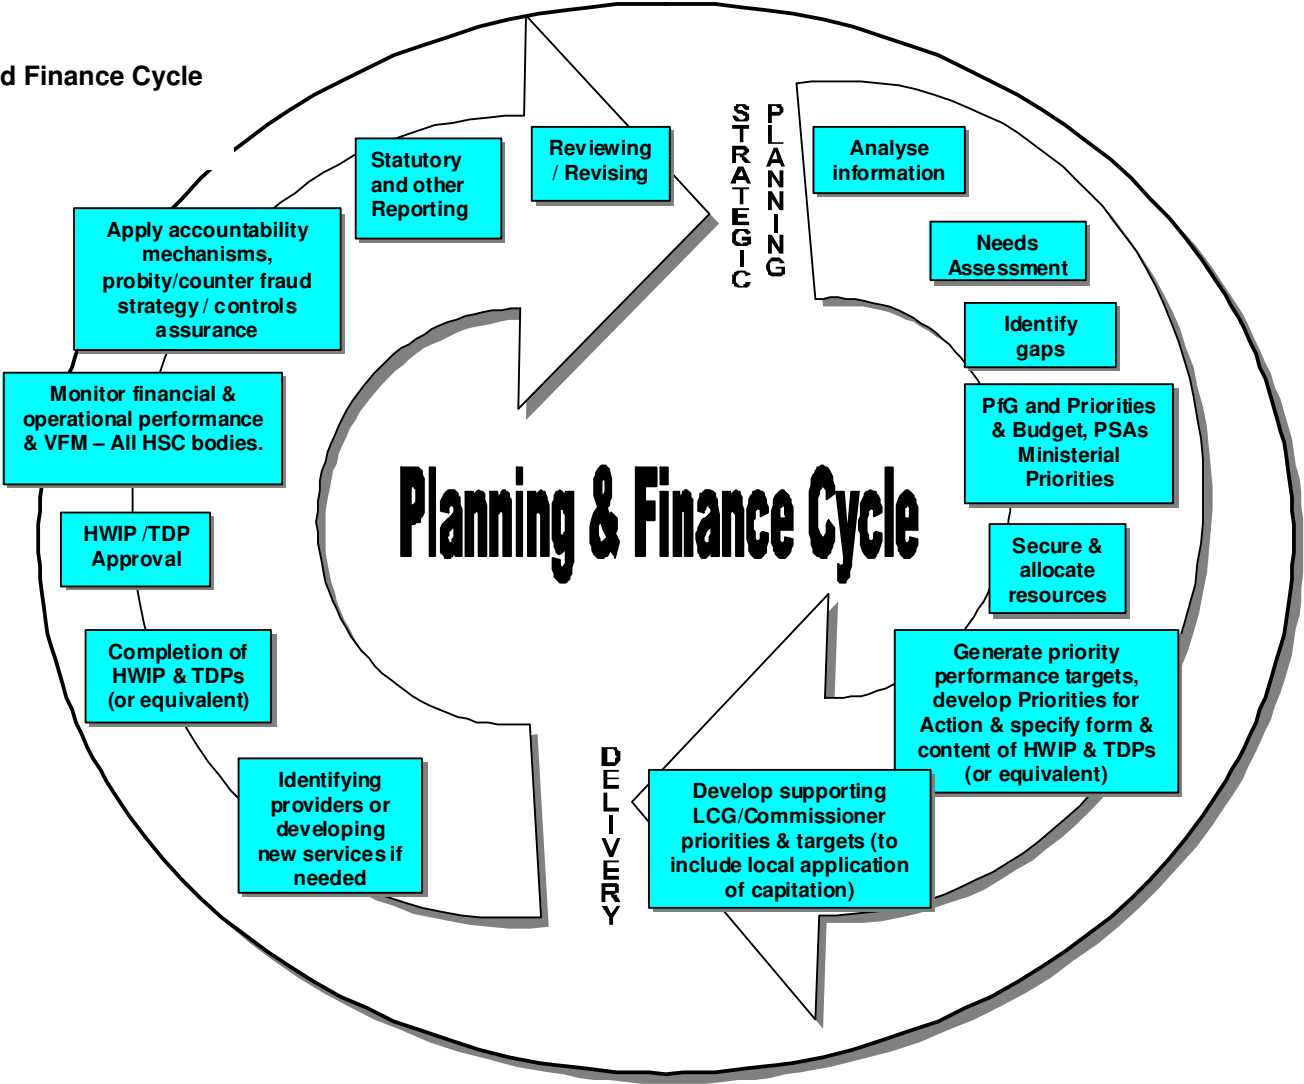 d Finance Cycle
STRATEGIC
PLANNING
Analyse
information
Needs
Assessment
Identify
gaps
PfG and Priorities
& Budget, PSAs
Ministerial
Priorities
Secure &
allocate
resources
Generate priority
performance targets,
develop Priorities for
Action & specify form &
content of HWIP & TDPs
(or equivalent)
Develop supporting
LCG/Commissioner
priorities & targets (to
include local application
of capitation)
DELIVERY
Identifying
providers or
developing
new services if
needed
Completion of
HWIP & TDPs
(or equivalent)
HWIP /TDP
Approval
Monitor financial &
operational performance
& VFM – All HSC bodies.
Apply accountability
mechanisms,
probity/counter fraud
strategy / controls
assurance
Statutory
and other
Reporting
Reviewing
/ Revising
Planning & Finance Cycle